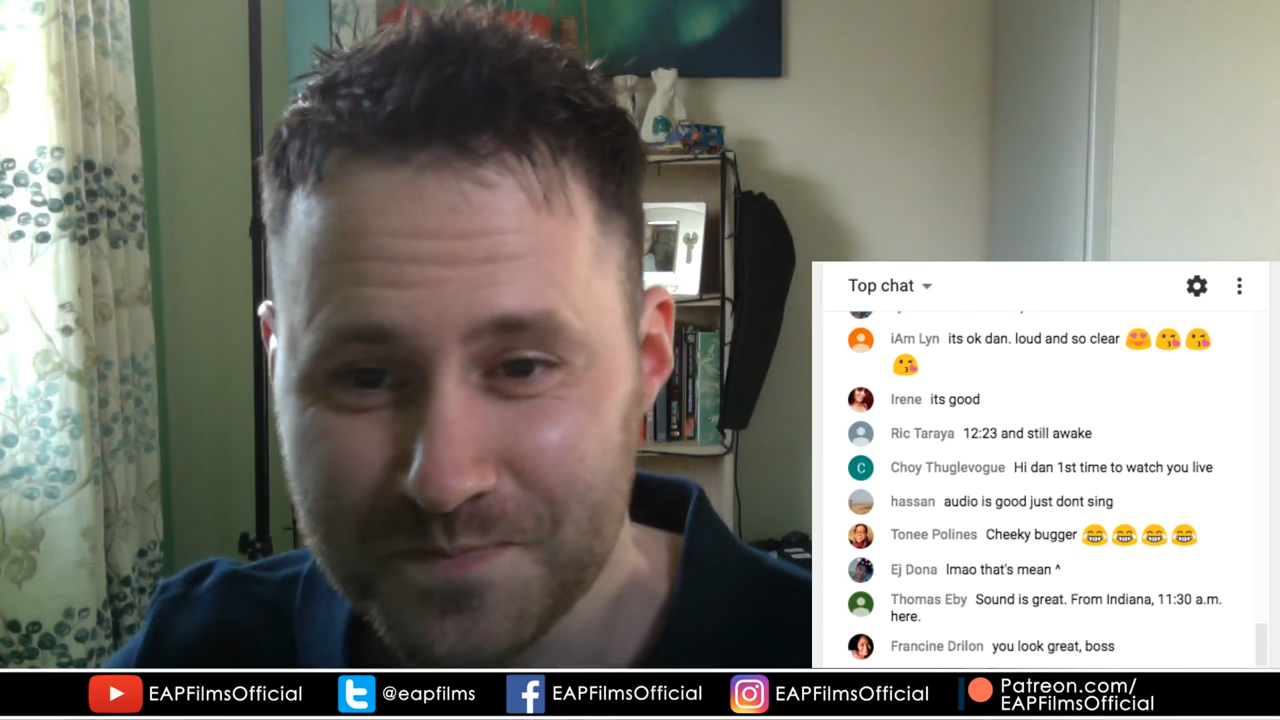 Top chat
iAm Lyn its ok dan. loud and so clear 😍 😘 😘
😘
Irene its good
Ric Taraya 12:23 and still awake
C Choy Thuglevogue Hi dan 1st time to watch you live
hassan audio is good just dont sing
Tonee Polines Cheeky bugger 😂 😂 😂 😂
Ej Dona lmao that's mean ^
Thomas Eby Sound is great. From Indiana, 11:30 a.m.
here.
Francine Drilon you look great, boss
EAPFilmsOfficial @eapfilms EAPFilmsOfficial EAPFilmsOfficial Patreon.com/
EAPFilmsOfficial